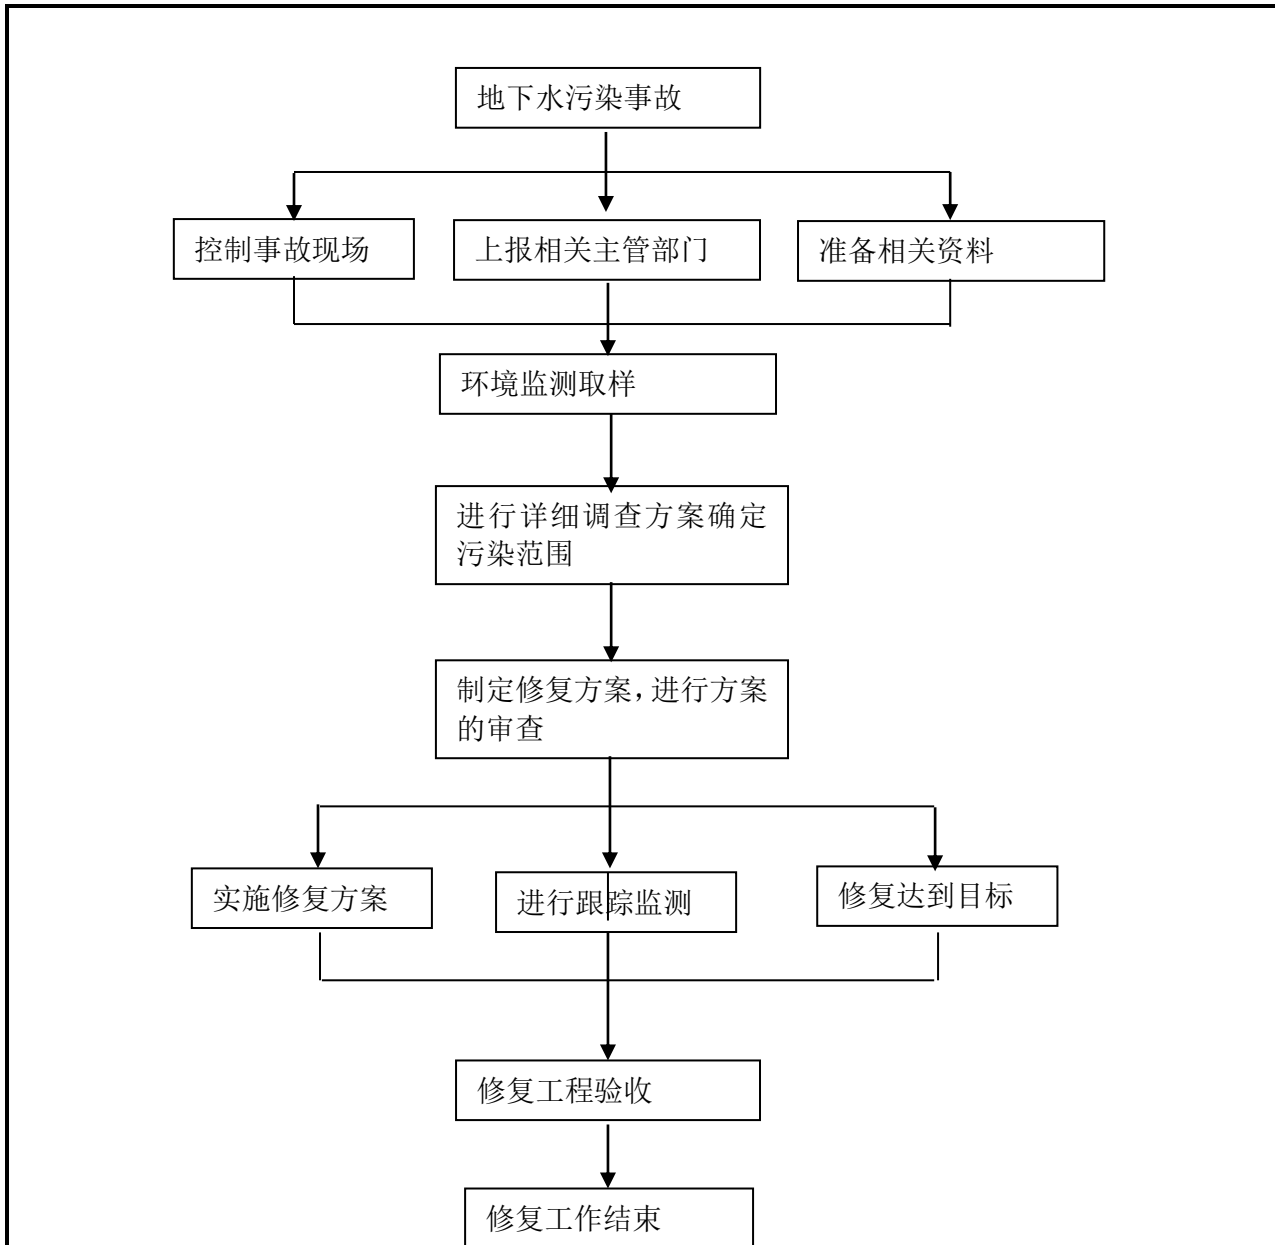 地下水污染事故
控制事故现场
上报相关主管部门
准备相关资料
环境监测取样
进行详细调查方案确定
污染范围
制定修复方案,进行方案
的审查
实施修复方案
进行跟踪监测
修复达到目标
修复工程验收
修复工作结束